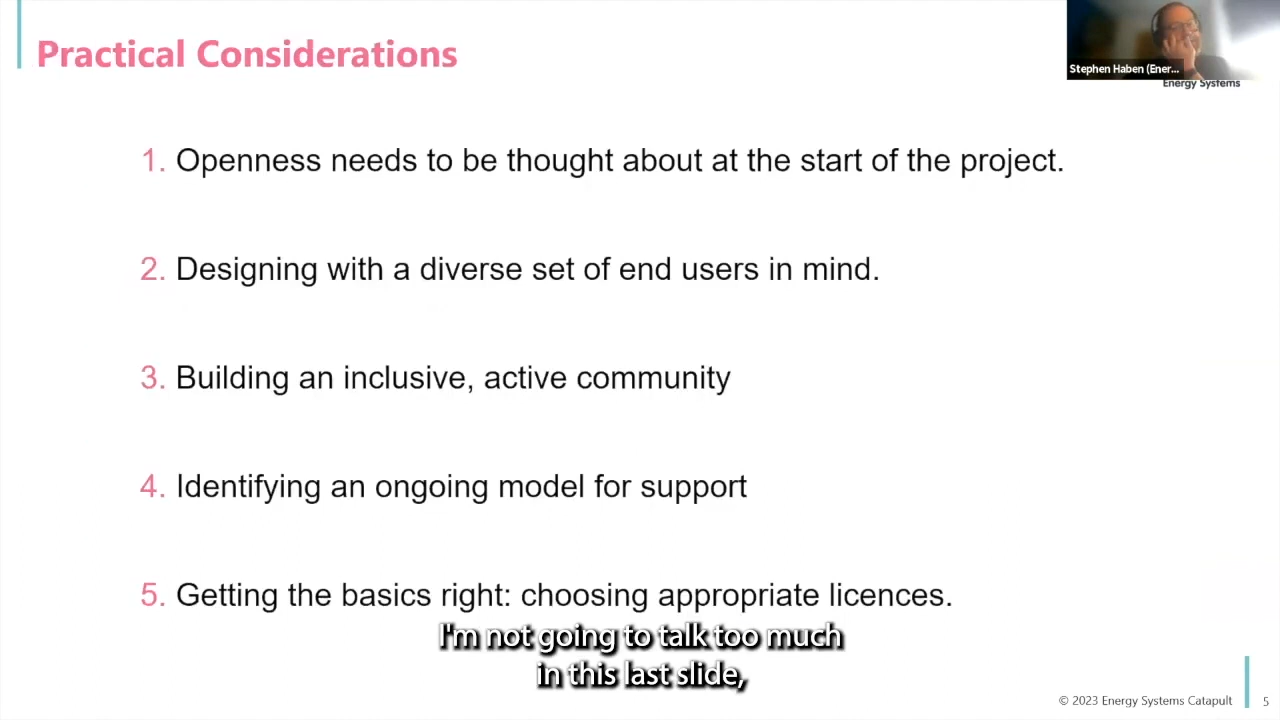 Practical Considerations
Stephen Haben (Ener...
Energy Systems
1. Openness needs to be thought about at the start of the project.
2. Designing with a diverse set of end users in mind.
3. Building an inclusive, active community
4. Identifying an ongoing model for support
5. Getting the basics right: choosing appropriate licences.
I'm not going to talk too much
in this last slide,
© 2023 Energy Systems Catapult 5